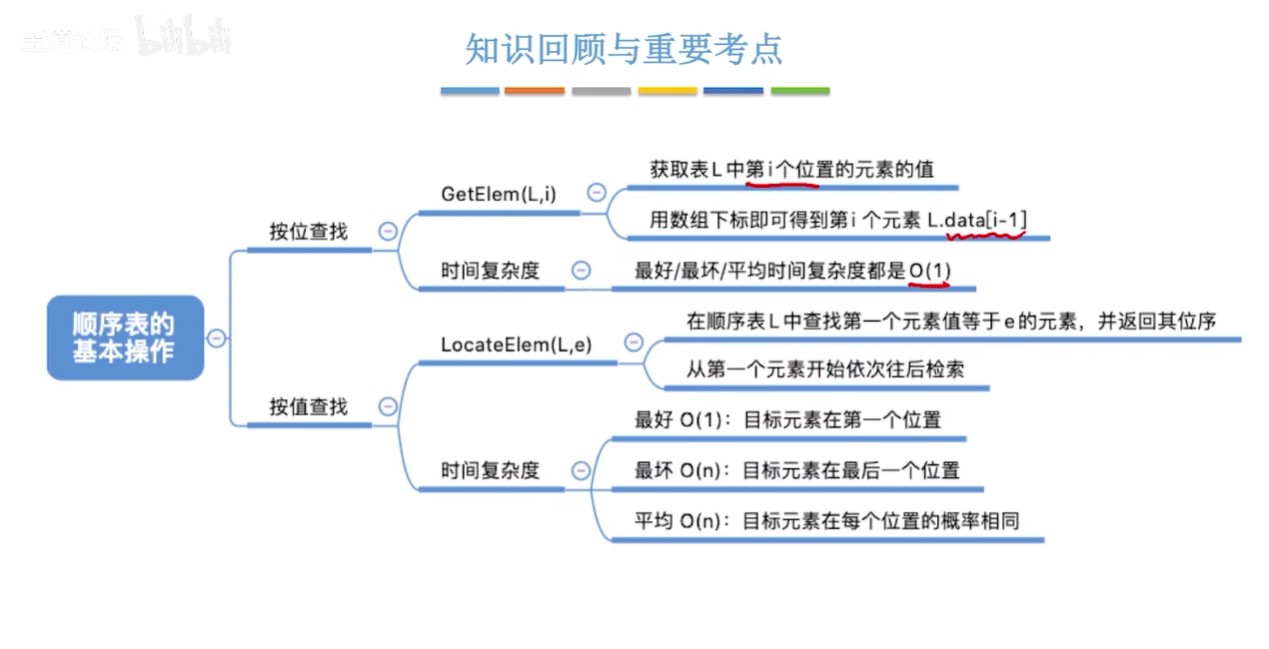 bilibili
知识回顾与重要考点
顺序表的
基本操作
按位查找
GetElem(L,i)
获取表L中第i个位置的元素的值
用数组下标即可得到第i个元素 L.data[i-1]
时间复杂度
最好/最坏/平均时间复杂度都是O(1)
按值查找
LocateElem(L,e)
在顺序表L中查找第一个元素值等于e的元素，并返回其位序
从第一个元素开始依次往后检索
时间复杂度
最好 O(1)：目标元素在第一个位置
最坏 O(n)：目标元素在最后一个位置
平均 O(n)：目标元素在每个位置的概率相同